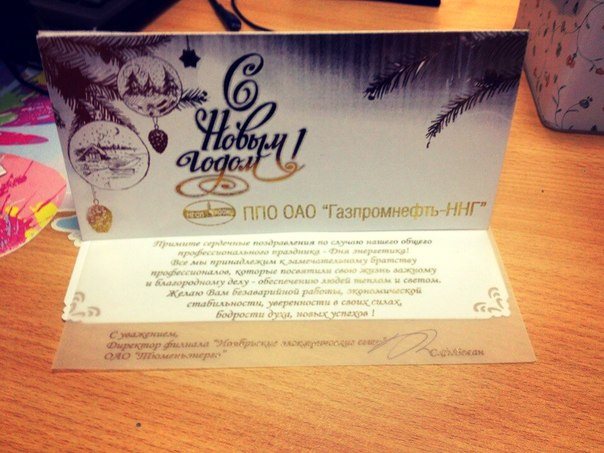 С
Новым
годом!
ППО ОАО "Газпромнефть-ННГ"
Примите сердечные поздравления по случаю нашего общего
профессионального праздника - Дня энергетика!
Все мы принадлежим к замечательному братству
профессионалов, которые посвятили свою жизнь важному
и благородному делу - обеспечению людей теплом и светом.
Желаю Вам безаварийной работы, экономической
стабильности, уверенности в своих силах,
бодрости духа, новых успехов !
С уважением,
Директор филиала "Ноябрьские электрические сети"
ОАО "Тюменьэнерго"